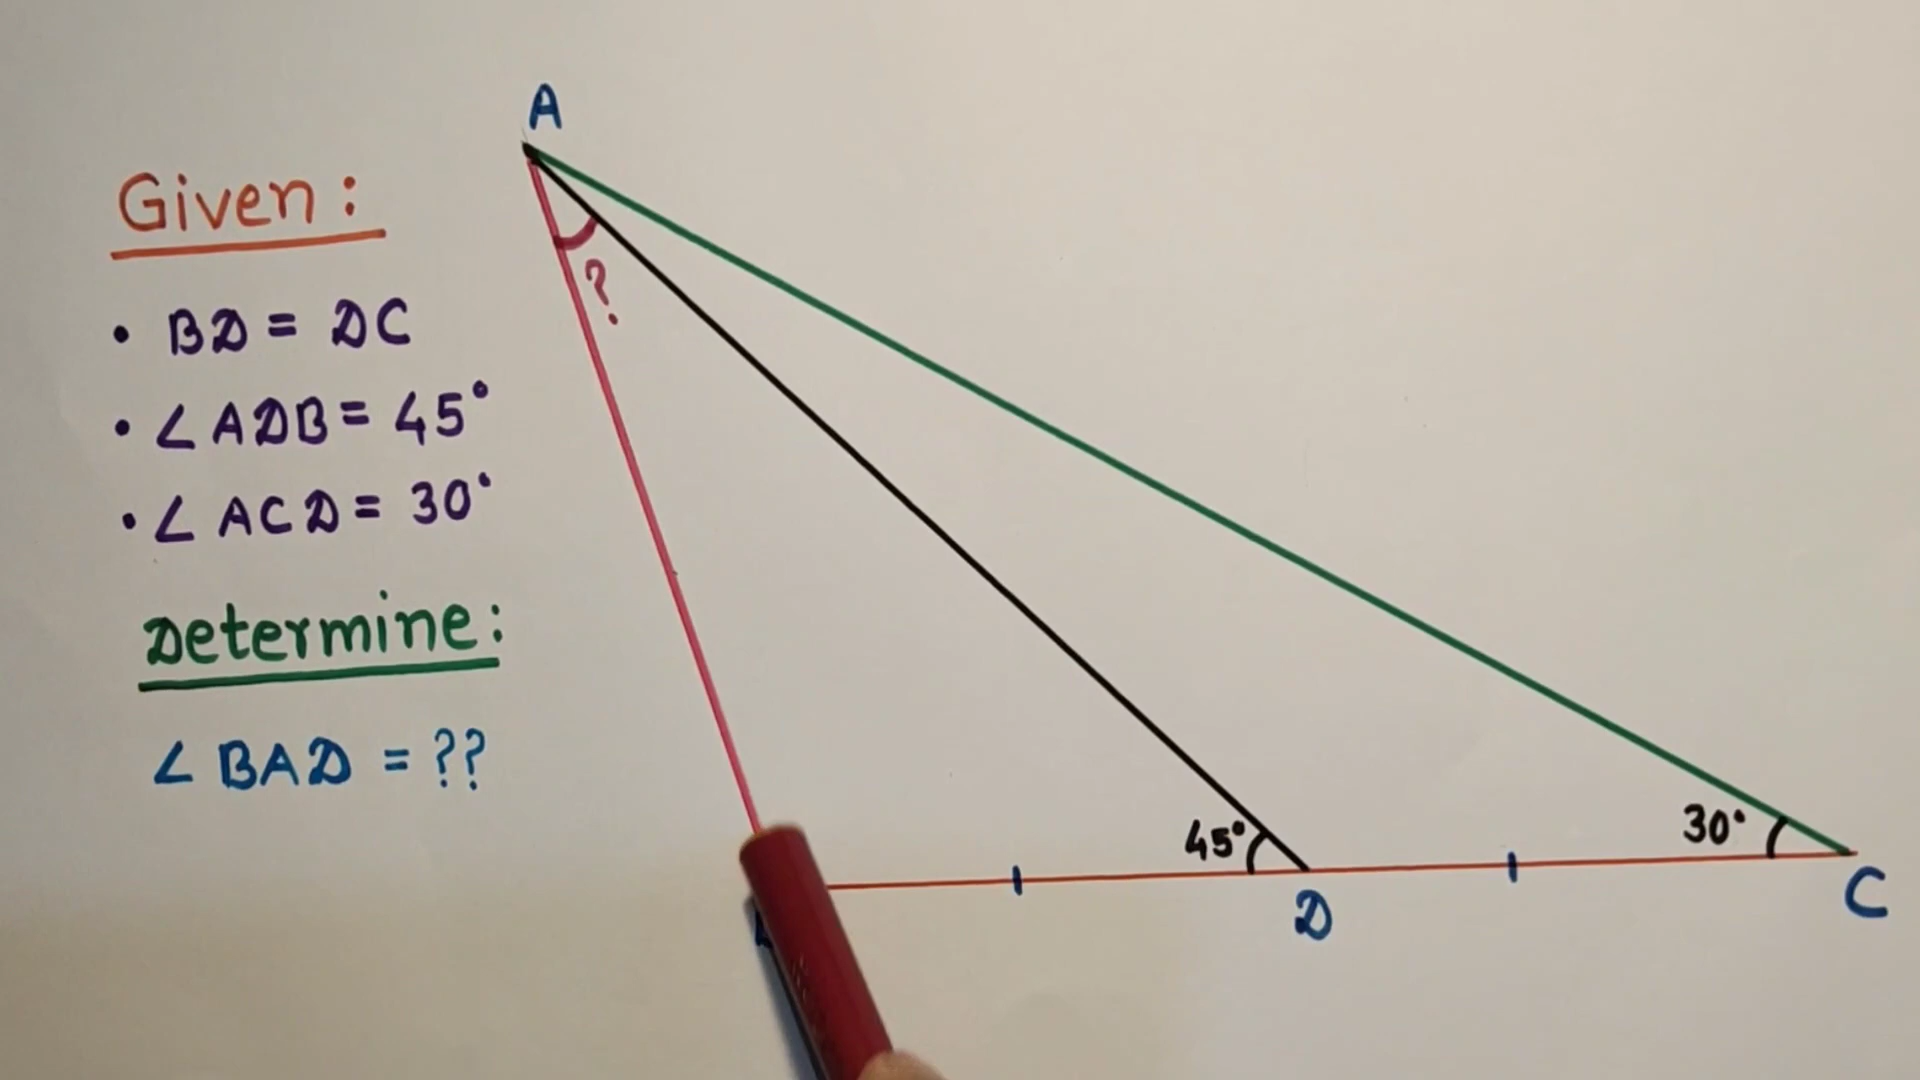 A
Given:
• BD = DC
• ∠ADB = 45°
• ∠ACD = 30°
Determine:
∠BAD = ??
?
45°
30°
D
C